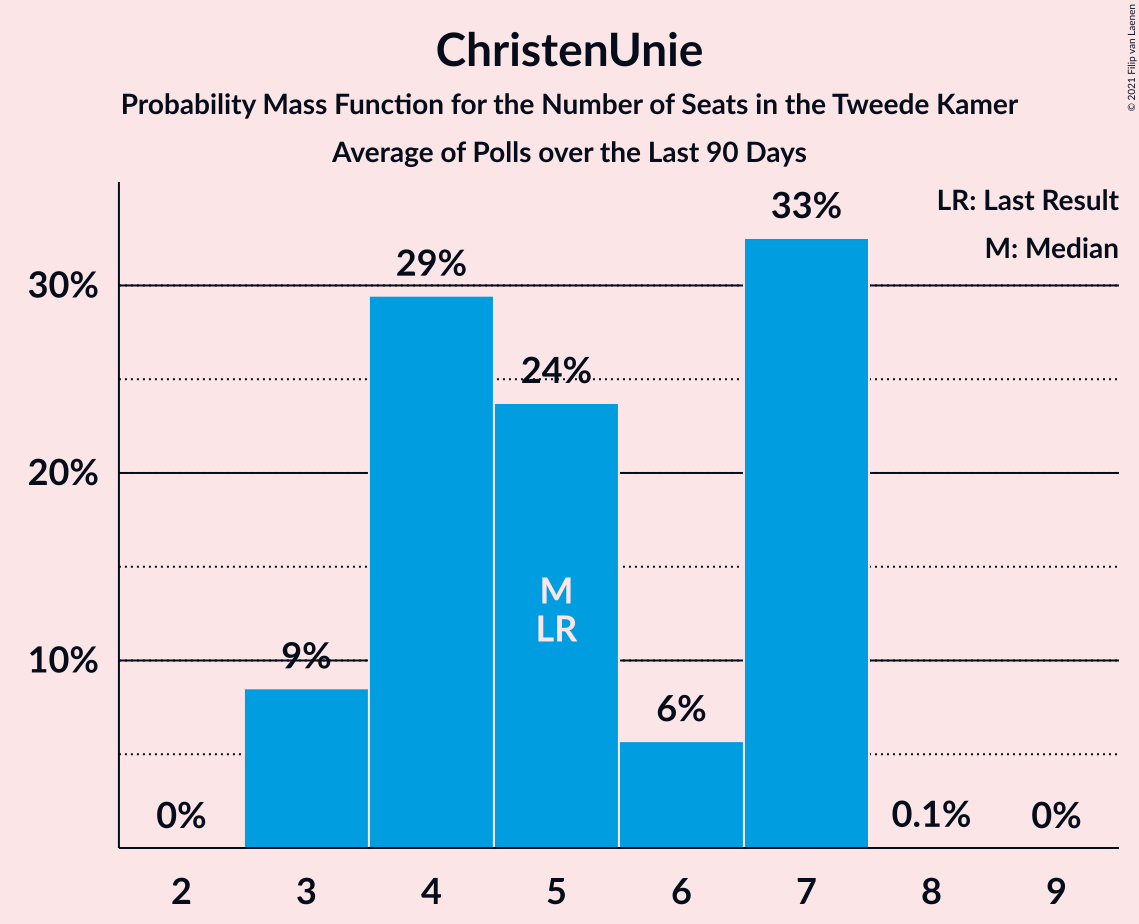 ChristenUnie
Probability Mass Function for the Number of Seats in the Tweede Kamer
Average of Polls over the Last 90 Days
© 2021 Filip van Laenen
LR: Last Result
M: Median
33%
29%
30%
24%
20%
M
LR
10%
9%
6%
0%
0.1%
0%
2 3 4 5 6 7 8 9